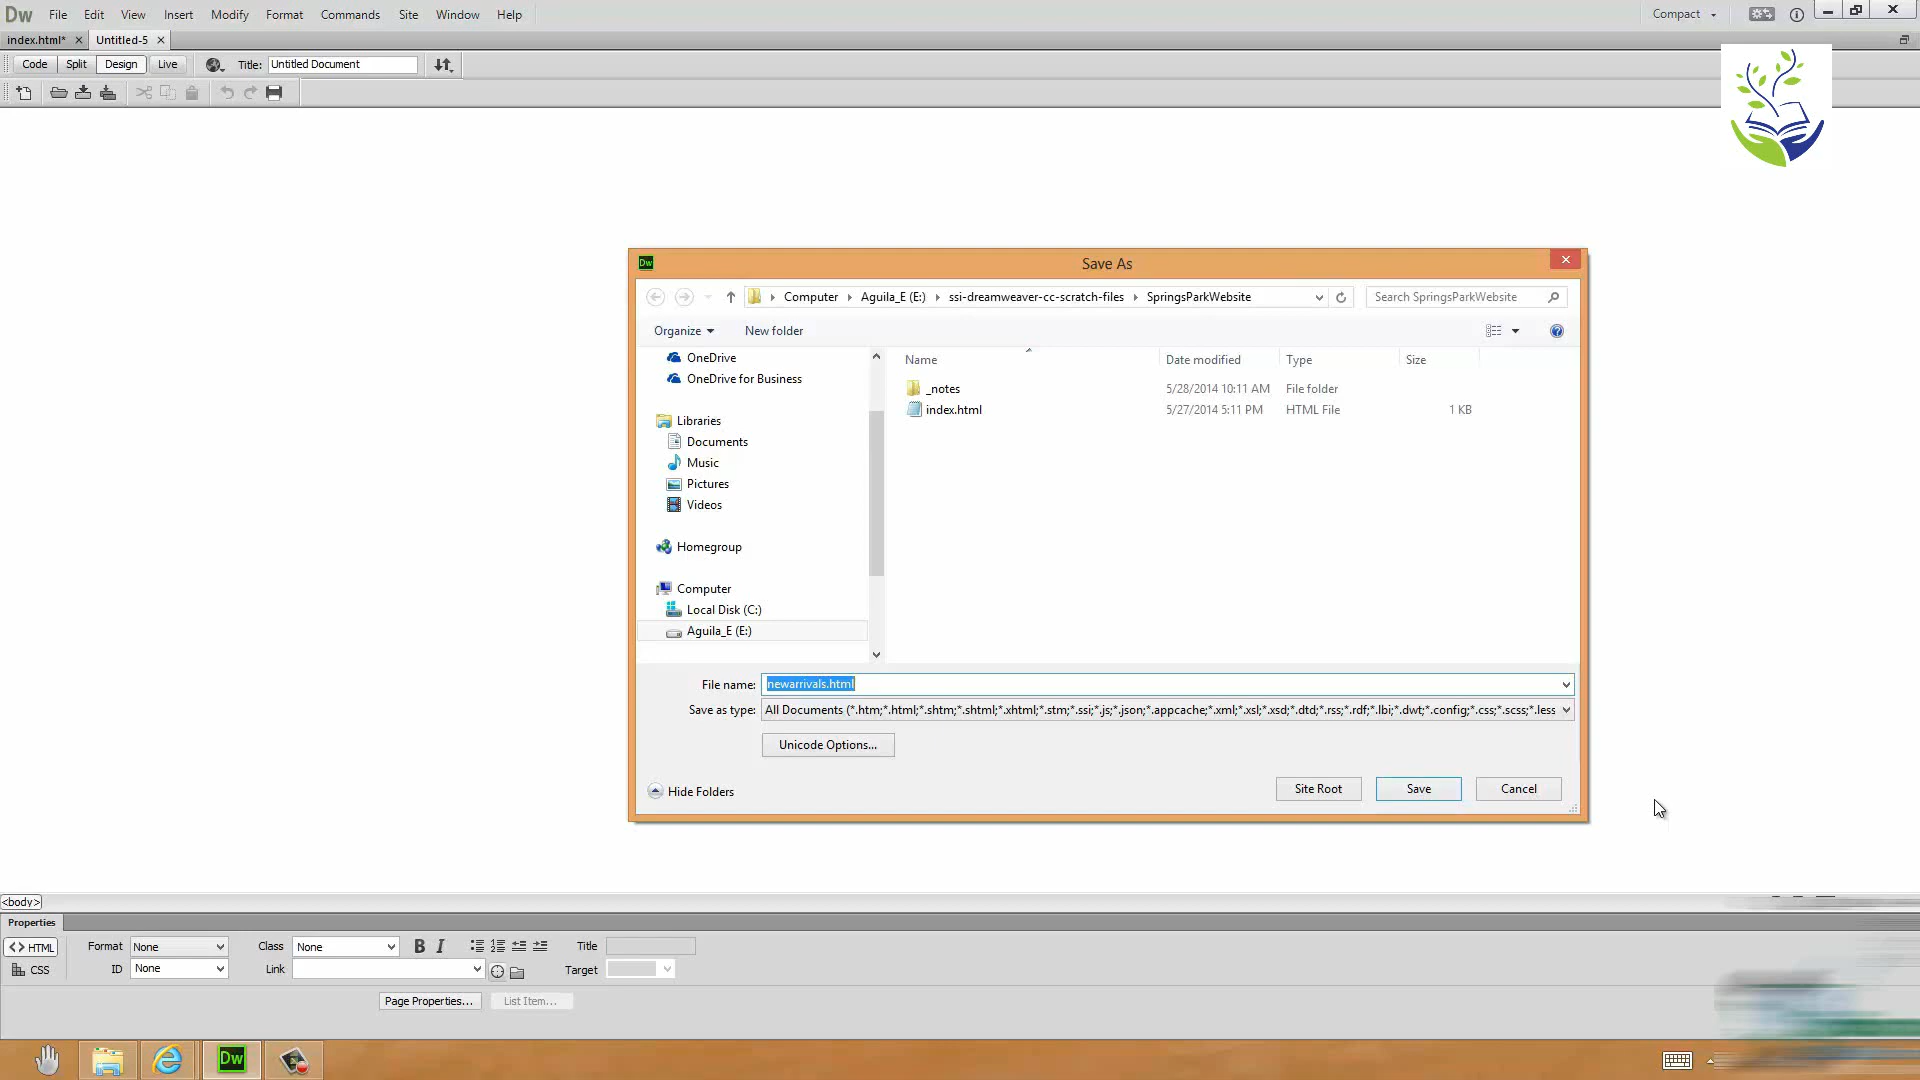 Dw File Edit View Insert Modify Format Commands Site Window Help Compact
index.html* Untitled-5
Code Split Design Live Title: Untitled Document
Dw Save As
Computer Aguila_E (E:) ssi-dreamweaver-cc-scratch-files SpringsParkWebsite Search SpringsParkWebsite
Organize New folder
Name Date modified Type Size
OneDrive
OneDrive for Business
Libraries
Documents
Music
Pictures
Videos
Homegroup
Computer
Local Disk (C:)
Aguila_E (E:)
_notes 5/28/2014 10:11 AM File folder
index.html 5/27/2014 5:11 PM HTML File 1 KB
File name: newarrivals.html
Save as type: All Documents (*.htm;*.html;*.shtm;*.shtml;*.xhtml;*.stm;*.ssi;*.js;*.json;*.appcache;*.xml;*.xsl;*.xsd;*.dtd;*.rss;*.rdf;*.lbi;*.dwt;*.config;*.css;*.scss;*.less
Unicode Options...
Hide Folders Site Root Save Cancel
<body>
Properties
<> HTML Format None Class None B I Title
CSS ID None Link Target
Page Properties... List Item...
Dw